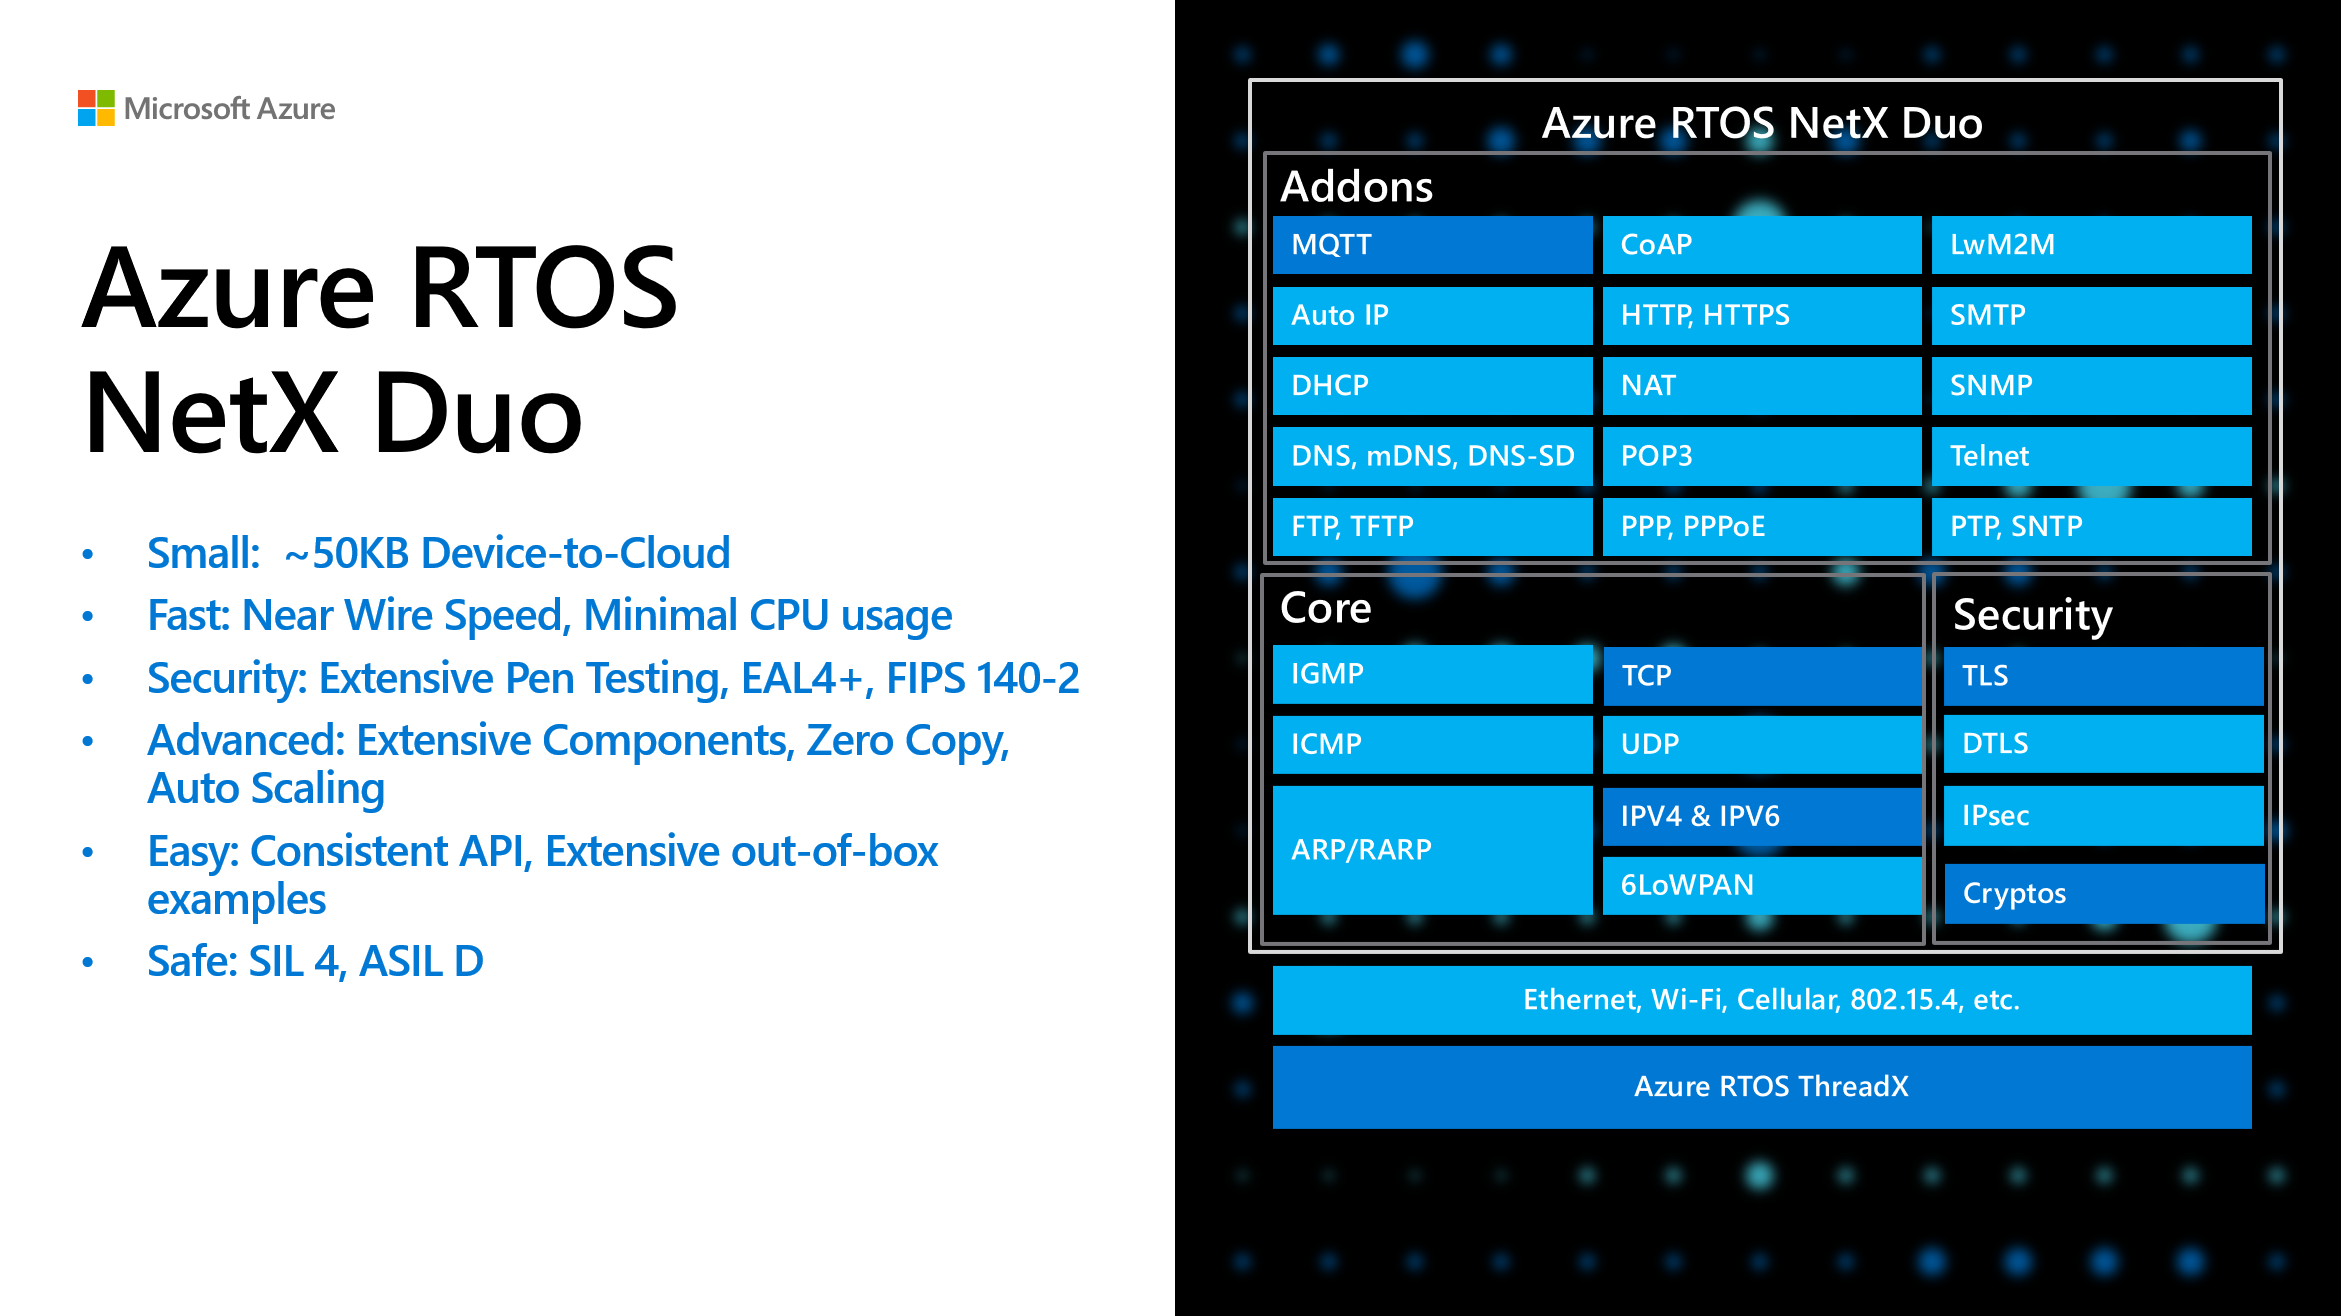 Microsoft Azure
Azure RTOS
NetX Duo
• Small:  ~50KB Device-to-Cloud
• Fast: Near Wire Speed, Minimal CPU usage
• Security: Extensive Pen Testing, EAL4+, FIPS 140-2
• Advanced: Extensive Components, Zero Copy,
Auto Scaling
• Easy: Consistent API, Extensive out-of-box
examples
• Safe: SIL 4, ASIL D
Azure RTOS NetX Duo
Addons
MQTT
CoAP
LwM2M
Auto IP
HTTP, HTTPS
SMTP
DHCP
NAT
SNMP
DNS, mDNS, DNS-SD
POP3
Telnet
FTP, TFTP
PPP, PPPoE
PTP, SNTP
Core
IGMP
TCP
ICMP
UDP
ARP/RARP
IPV4 & IPV6
6LoWPAN
Security
TLS
DTLS
IPsec
Cryptos
Ethernet, Wi-Fi, Cellular, 802.15.4, etc.
Azure RTOS ThreadX